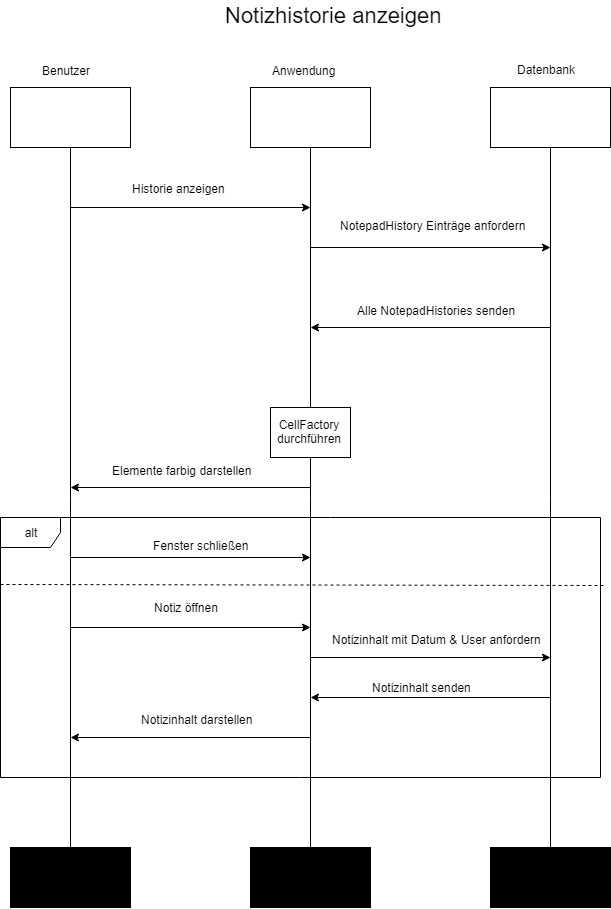 Notizhistorie anzeigen
Benutzer
Anwendung
Datenbank
Historie anzeigen
NotepadHistory Einträge anfordern
Alle NotepadHistories senden
CellFactory
durchführen
Elemente farbig darstellen
alt
Fenster schließen
Notiz öffnen
Notizinhalt mit Datum & User anfordern
Notizinhalt senden
Notizinhalt darstellen